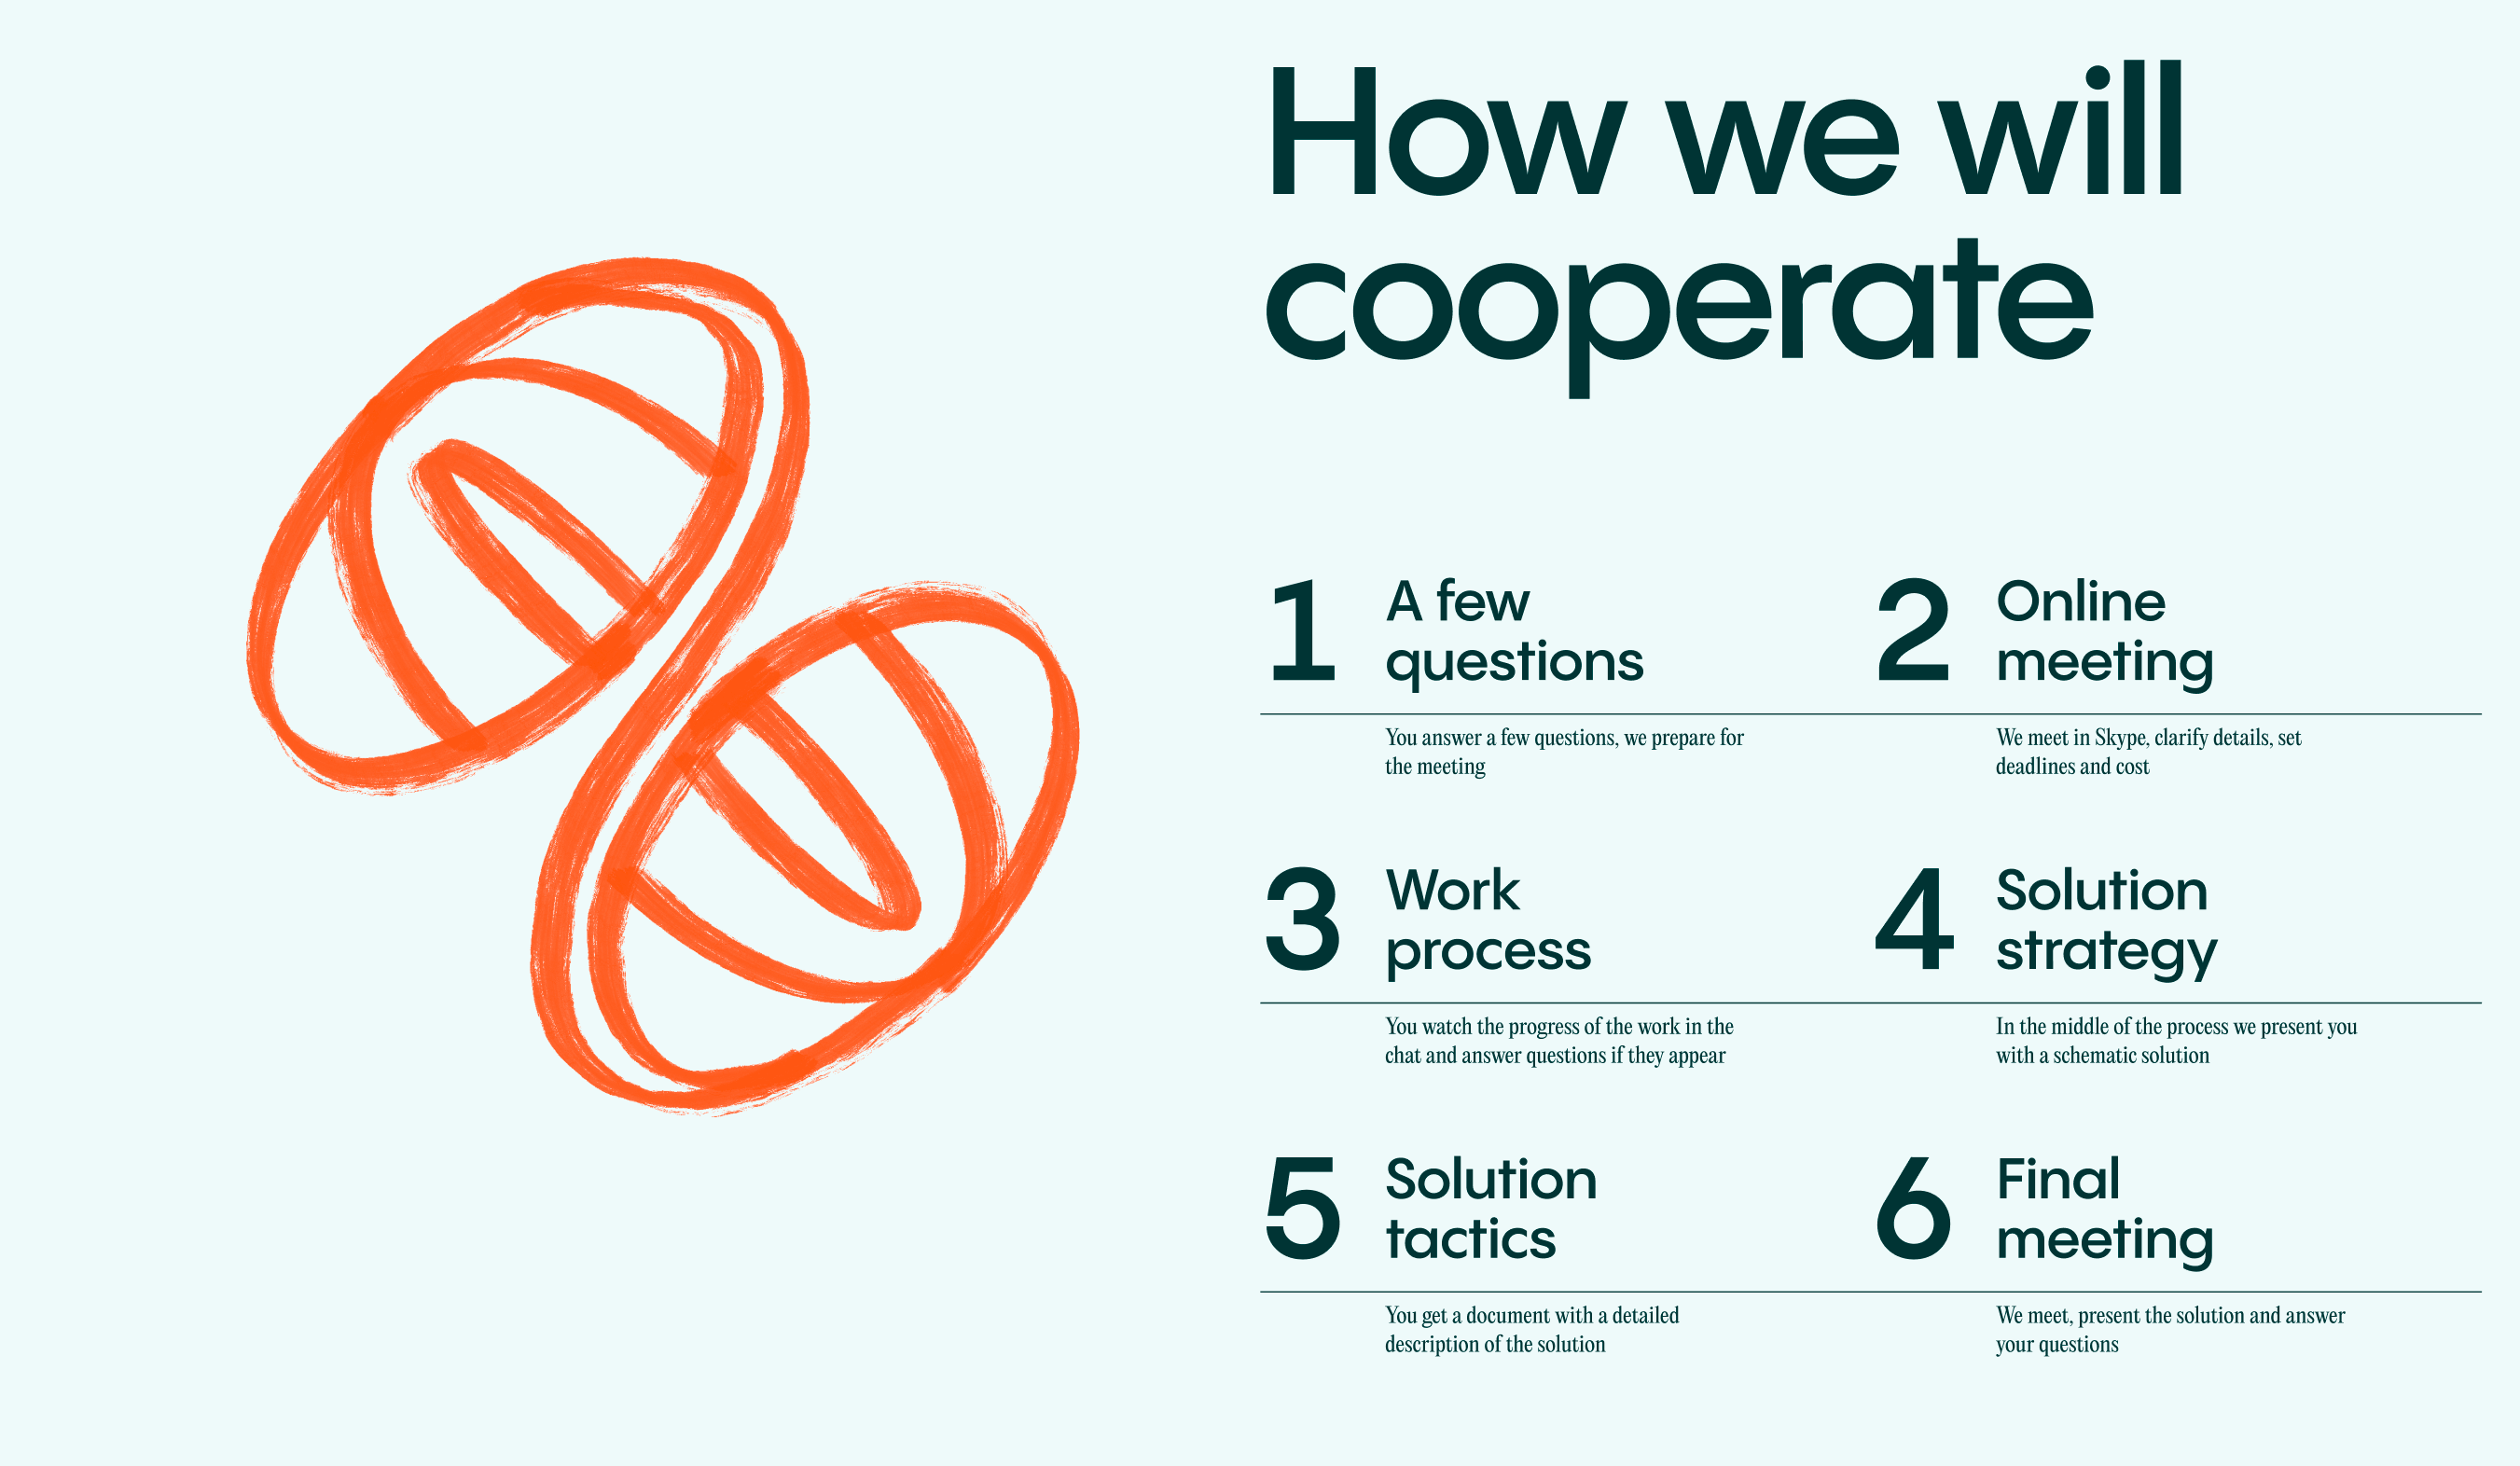 How we will
cooperate
1
A few
questions
You answer a few questions, we prepare for
the meeting
2
Online
meeting
We meet in Skype, clarify details, set
deadlines and cost
3
Work
process
You watch the progress of the work in the
chat and answer questions if they appear
4
Solution
strategy
In the middle of the process we present you
with a schematic solution
5
Solution
tactics
You get a document with a detailed
description of the solution
6
Final
meeting
We meet, present the solution and answer
your questions